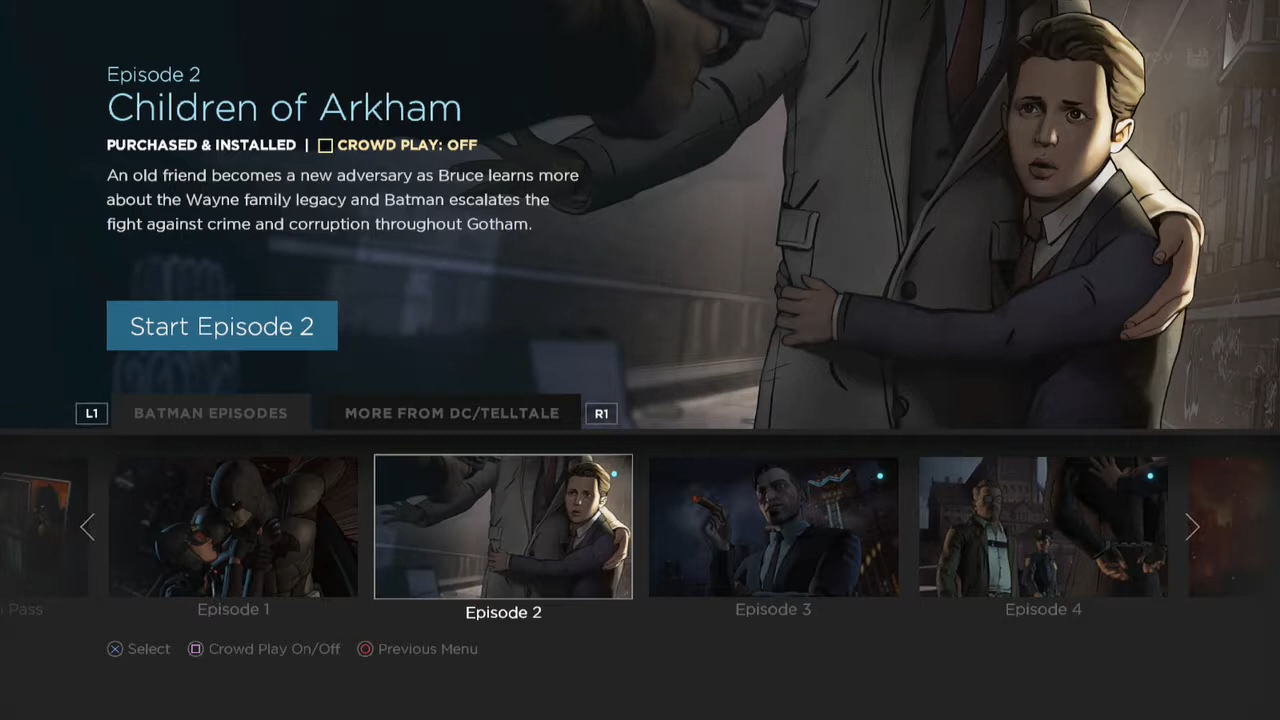 Episode 2
Children of Arkham
PURCHASED & INSTALLED | CROWD PLAY: OFF
An old friend becomes a new adversary as Bruce learns more
about the Wayne family legacy and Batman escalates the
fight against crime and corruption throughout Gotham.
Start Episode 2
L1 BATMAN EPISODES MORE FROM DC/TELLTALE R1
Pass Episode 1 Episode 2 Episode 3 Episode 4
Select Crowd Play On/Off Previous Menu